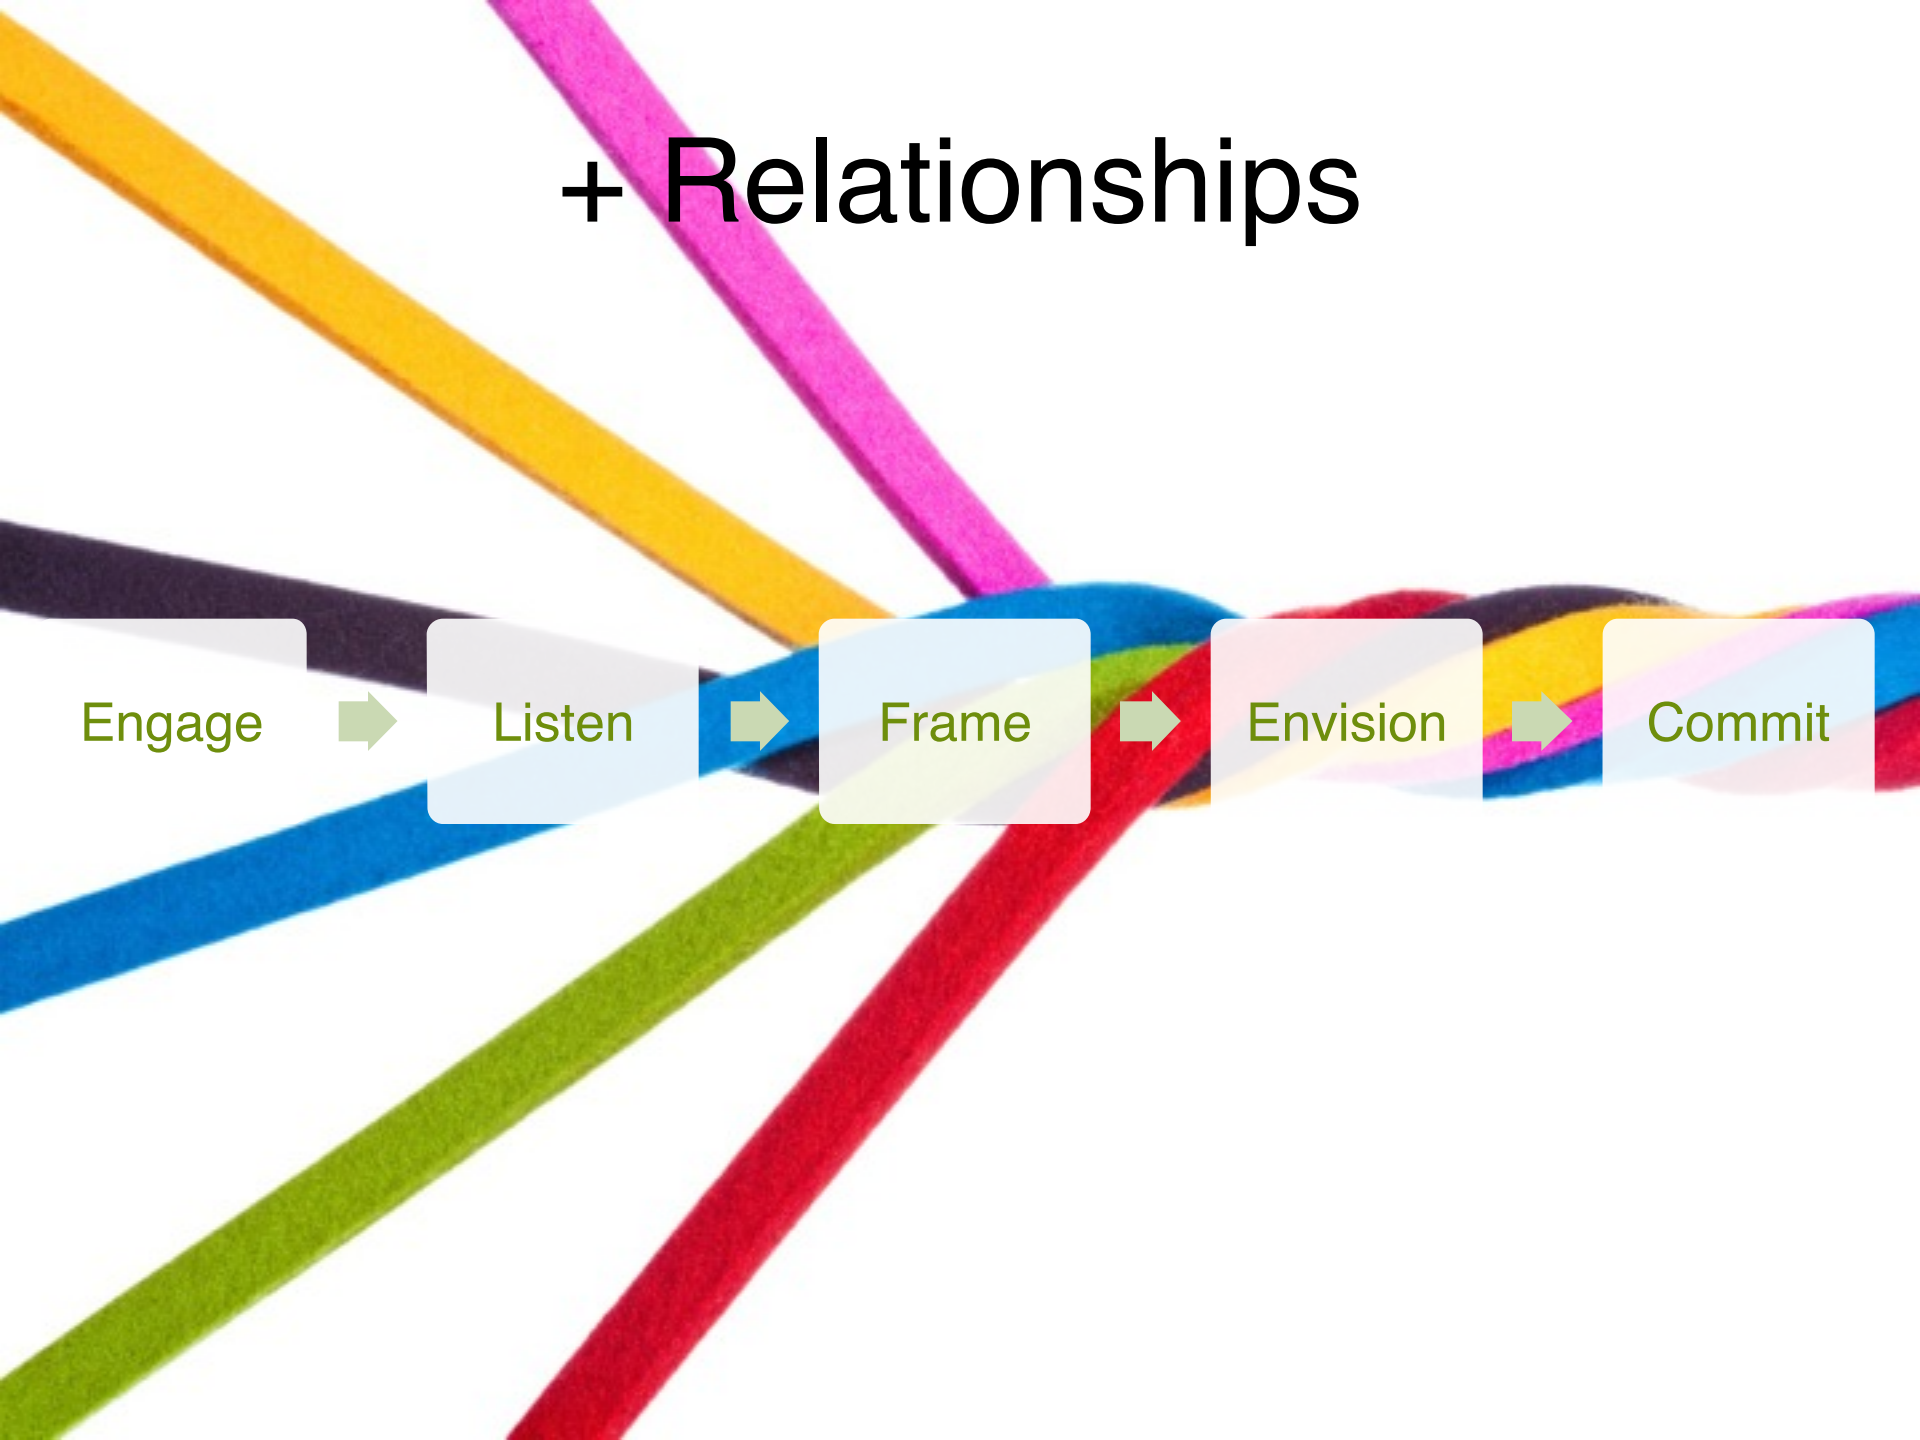 + Relationships
Engage
Listen
Frame
Envision
Commit